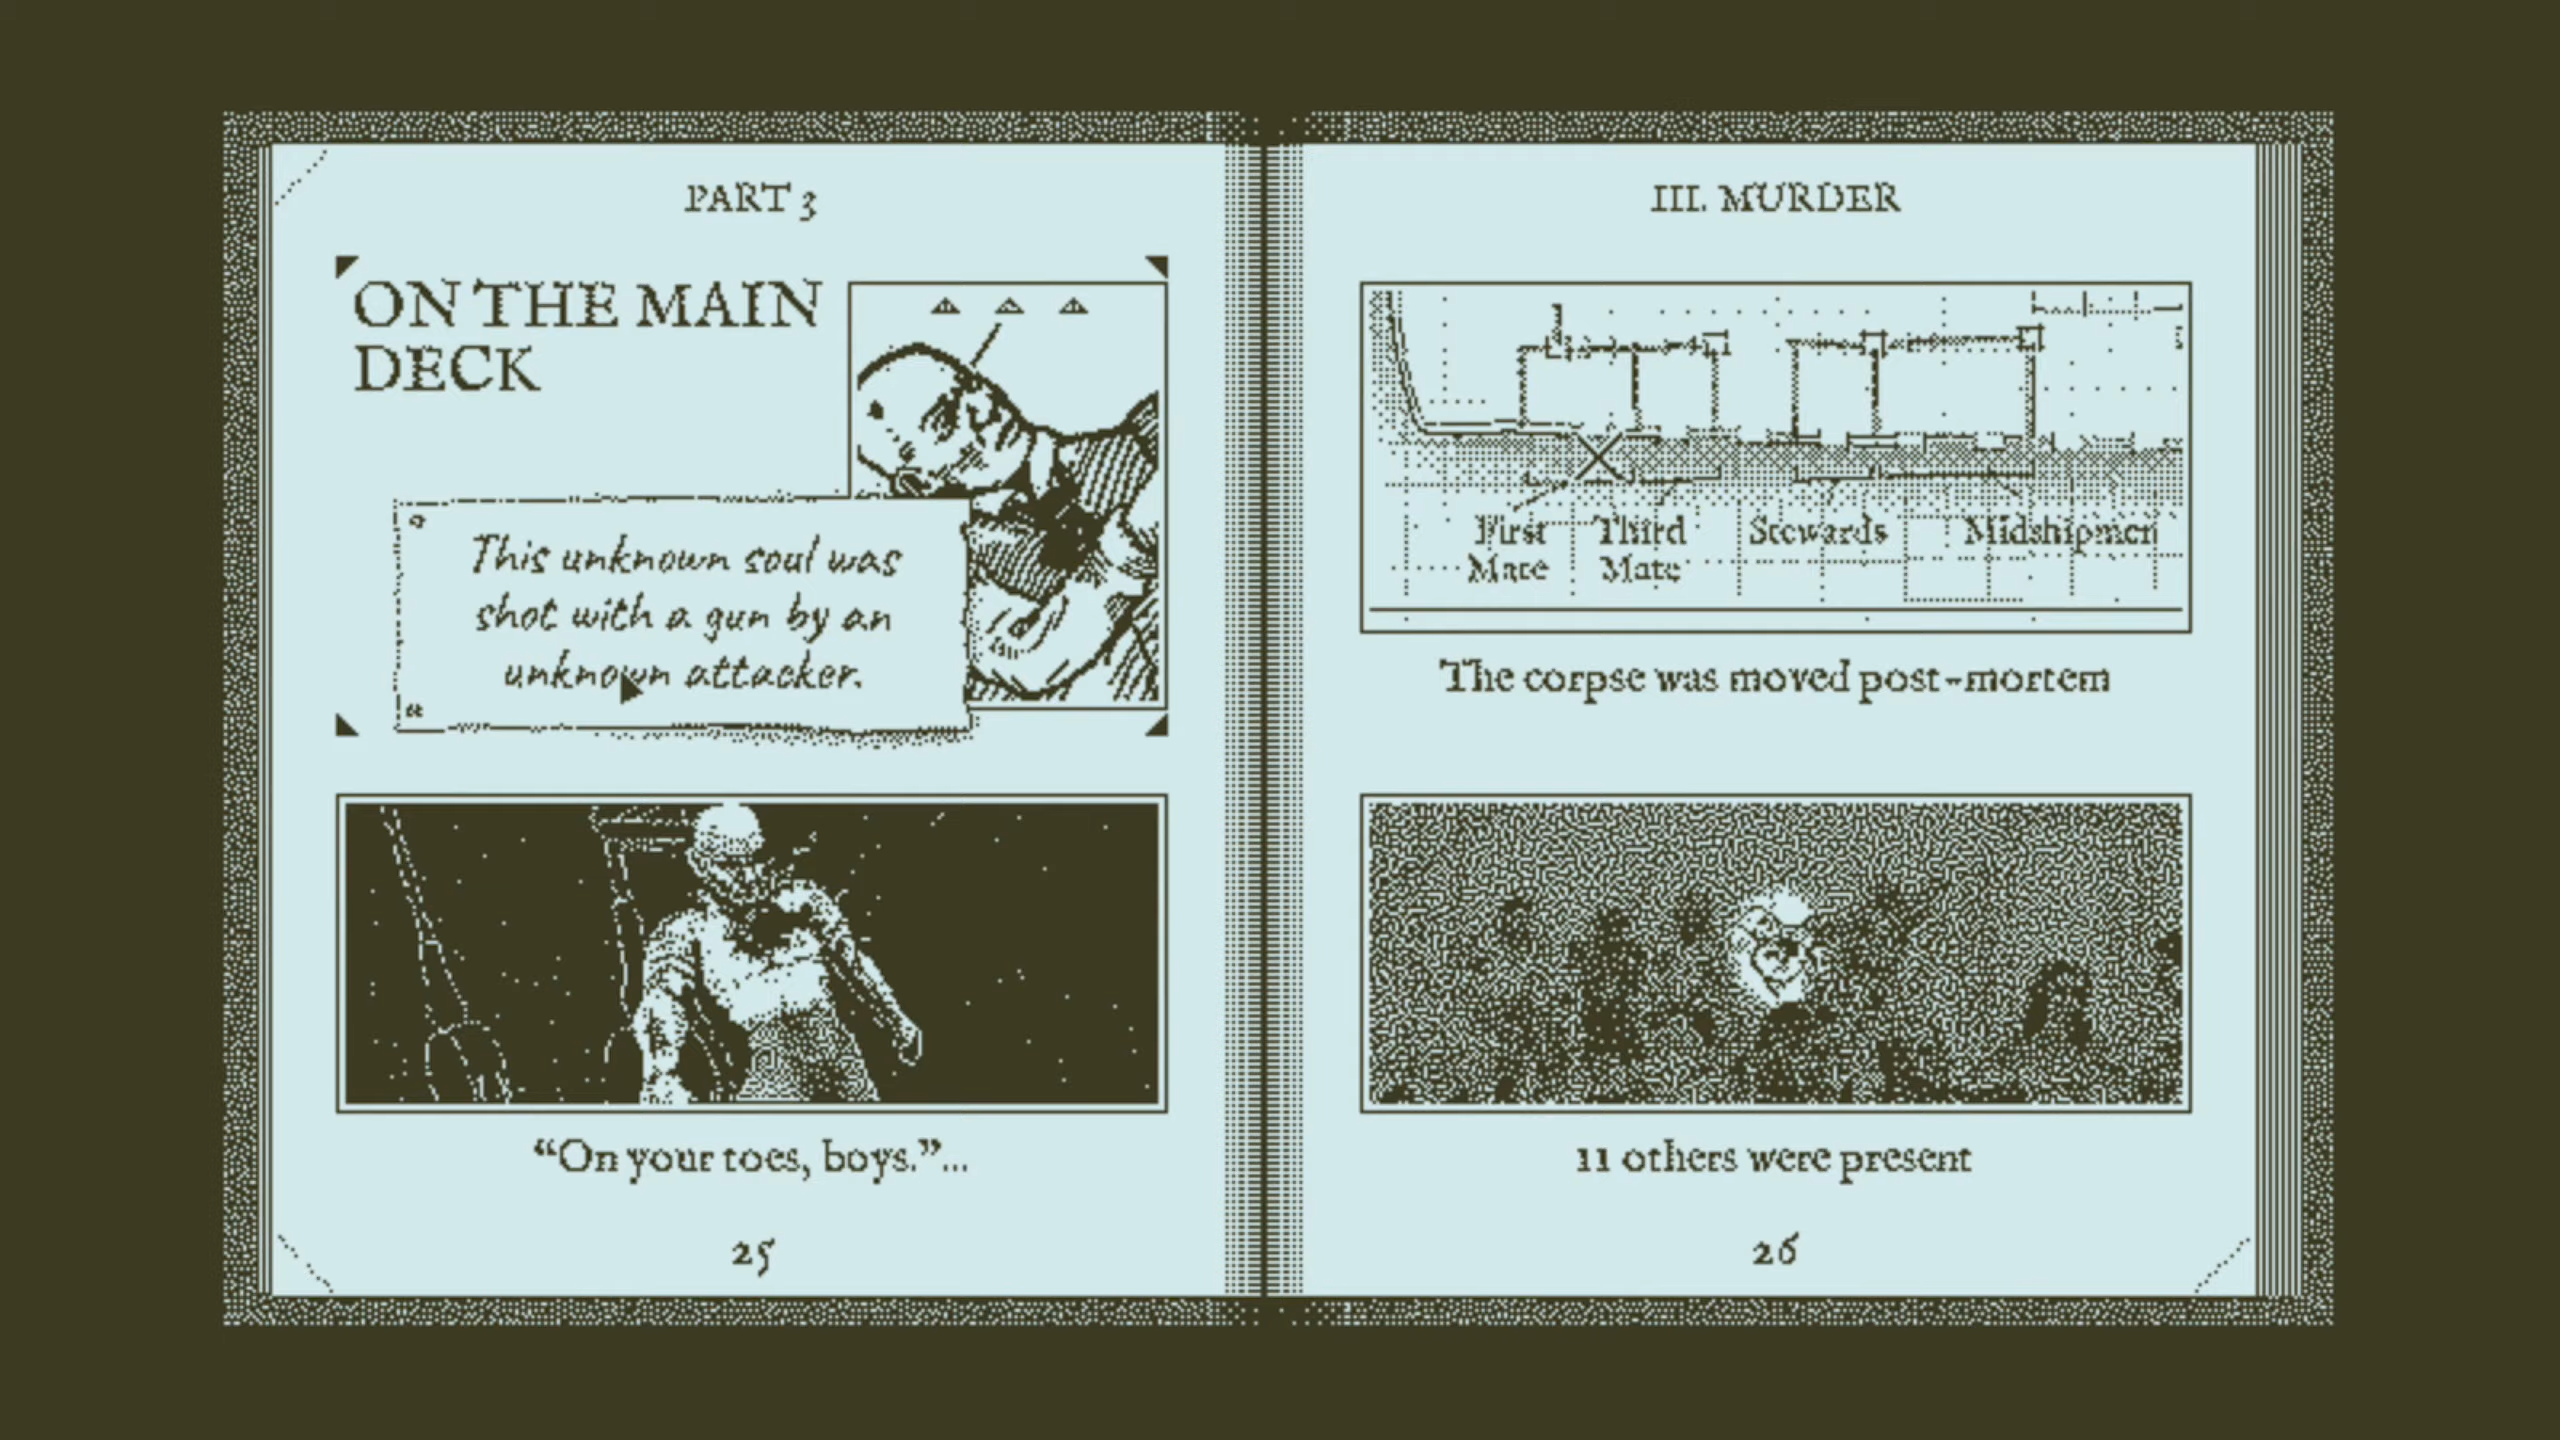 PART 3
ON THE MAIN
DECK
This unknown soul was
shot with a gun by an
unknown attacker.
“On your toes, boys.”...
25
III. MURDER
First Third Stewards Midshipmen
Mate Mate
The corpse was moved post-mortem
11 others were present
26